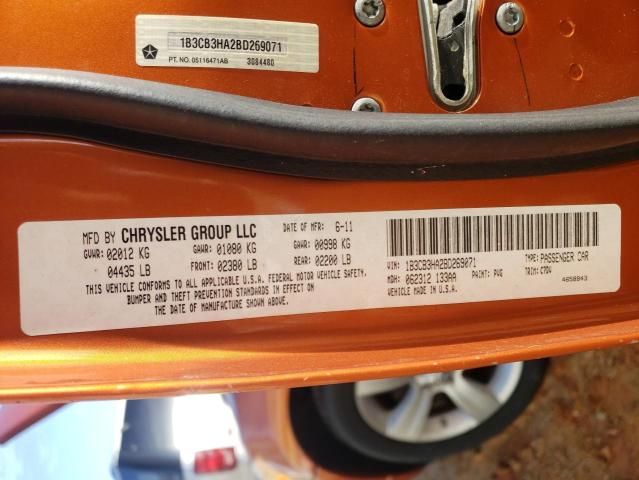 1B3CB3HA2BD269071
PT. NO. 05116471AB 3084480
MFD BY CHRYSLER GROUP LLC DATE OF MFR: 6-11
GVWR: 02012 KG GAWR: 01080 KG GAWR: 00998 KG
04435 LB FRONT: 02380 LB REAR: 02200 LB
THIS VEHICLE CONFORMS TO ALL APPLICABLE U.S.A. FEDERAL MOTOR VEHICLE SAFETY,
BUMPER AND THEFT PREVENTION STANDARDS IN EFFECT ON
THE DATE OF MANUFACTURE SHOWN ABOVE.
VIN: 1B3CB3HA2BD269071 TYPE: PASSENGER CAR
MDH: 062312 133AA PAINT: PVG TRIM: C7DV
VEHICLE MADE IN U.S.A. 4658843